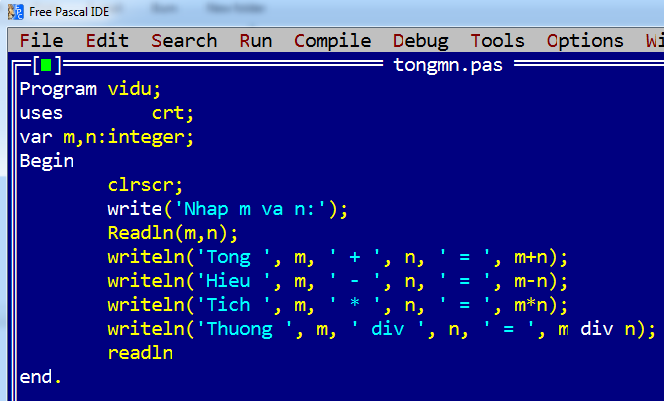 Free Pascal IDE
File Edit Search Run Compile Debug Tools Options Wi
[■] tongmn.pas
Program vidu;
uses crt;
var m,n:integer;
Begin
clrscr;
write('Nhap m va n:');
Readln(m,n);
writeln('Tong ', m, ' + ', n, ' = ', m+n);
writeln('Hieu ', m, ' - ', n, ' = ', m-n);
writeln('Tich ', m, ' * ', n, ' = ', m*n);
writeln('Thuong ', m, ' div ', n, ' = ', m div n);
readln
end.